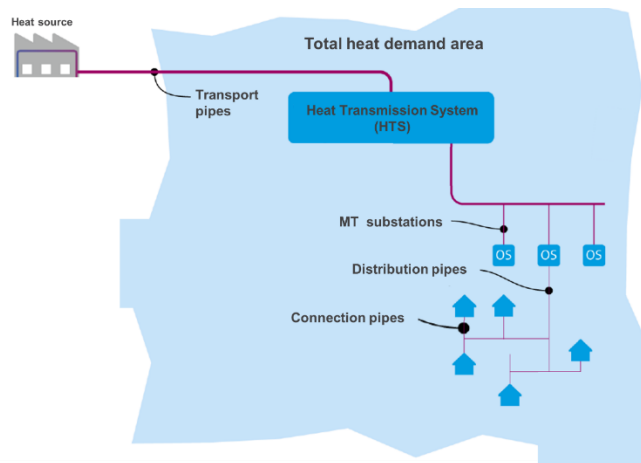 Heat source
Total heat demand area
Transport
pipes
Heat Transmission System
(HTS)
MT substations
OS OS OS
Distribution pipes
Connection pipes